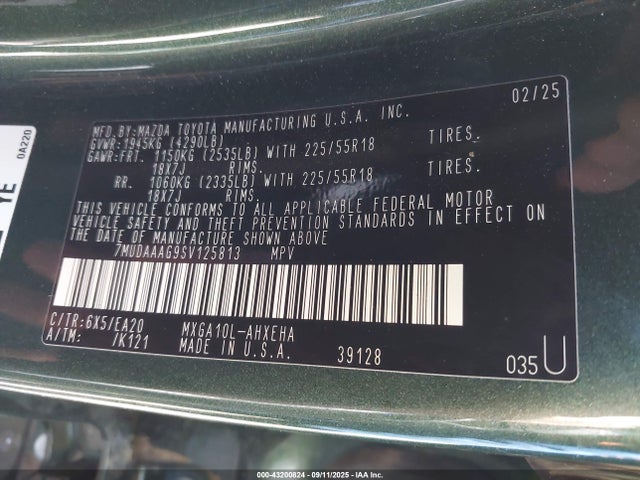 0A220
YE
MFD.BY:MAZDA TOYOTA MANUFACTURING U.S.A. INC. 02/25
GVWR:1945KG (4290LB)
GAWR:FRT. 1150KG (2535LB) WITH 225/55R18 TIRES.
18X7J RIMS.
RR. 1060KG (2335LB) WITH 225/55R18 TIRES.
18X7J RIMS.
THIS VEHICLE CONFORMS TO ALL APPLICABLE FEDERAL MOTOR
VEHICLE SAFETY AND THEFT PREVENTION STANDARDS IN EFFECT ON
THE DATE OF MANUFACTURE SHOWN ABOVE
7MUDAAAG9SV125813 MPV
C/TR:6X5/EA20 MXGA10L-AHXEHA
A/TM: /K121 MADE IN U.S.A. 39128
035U
000-43200824 | 09/11/2025 - IAA Inc.